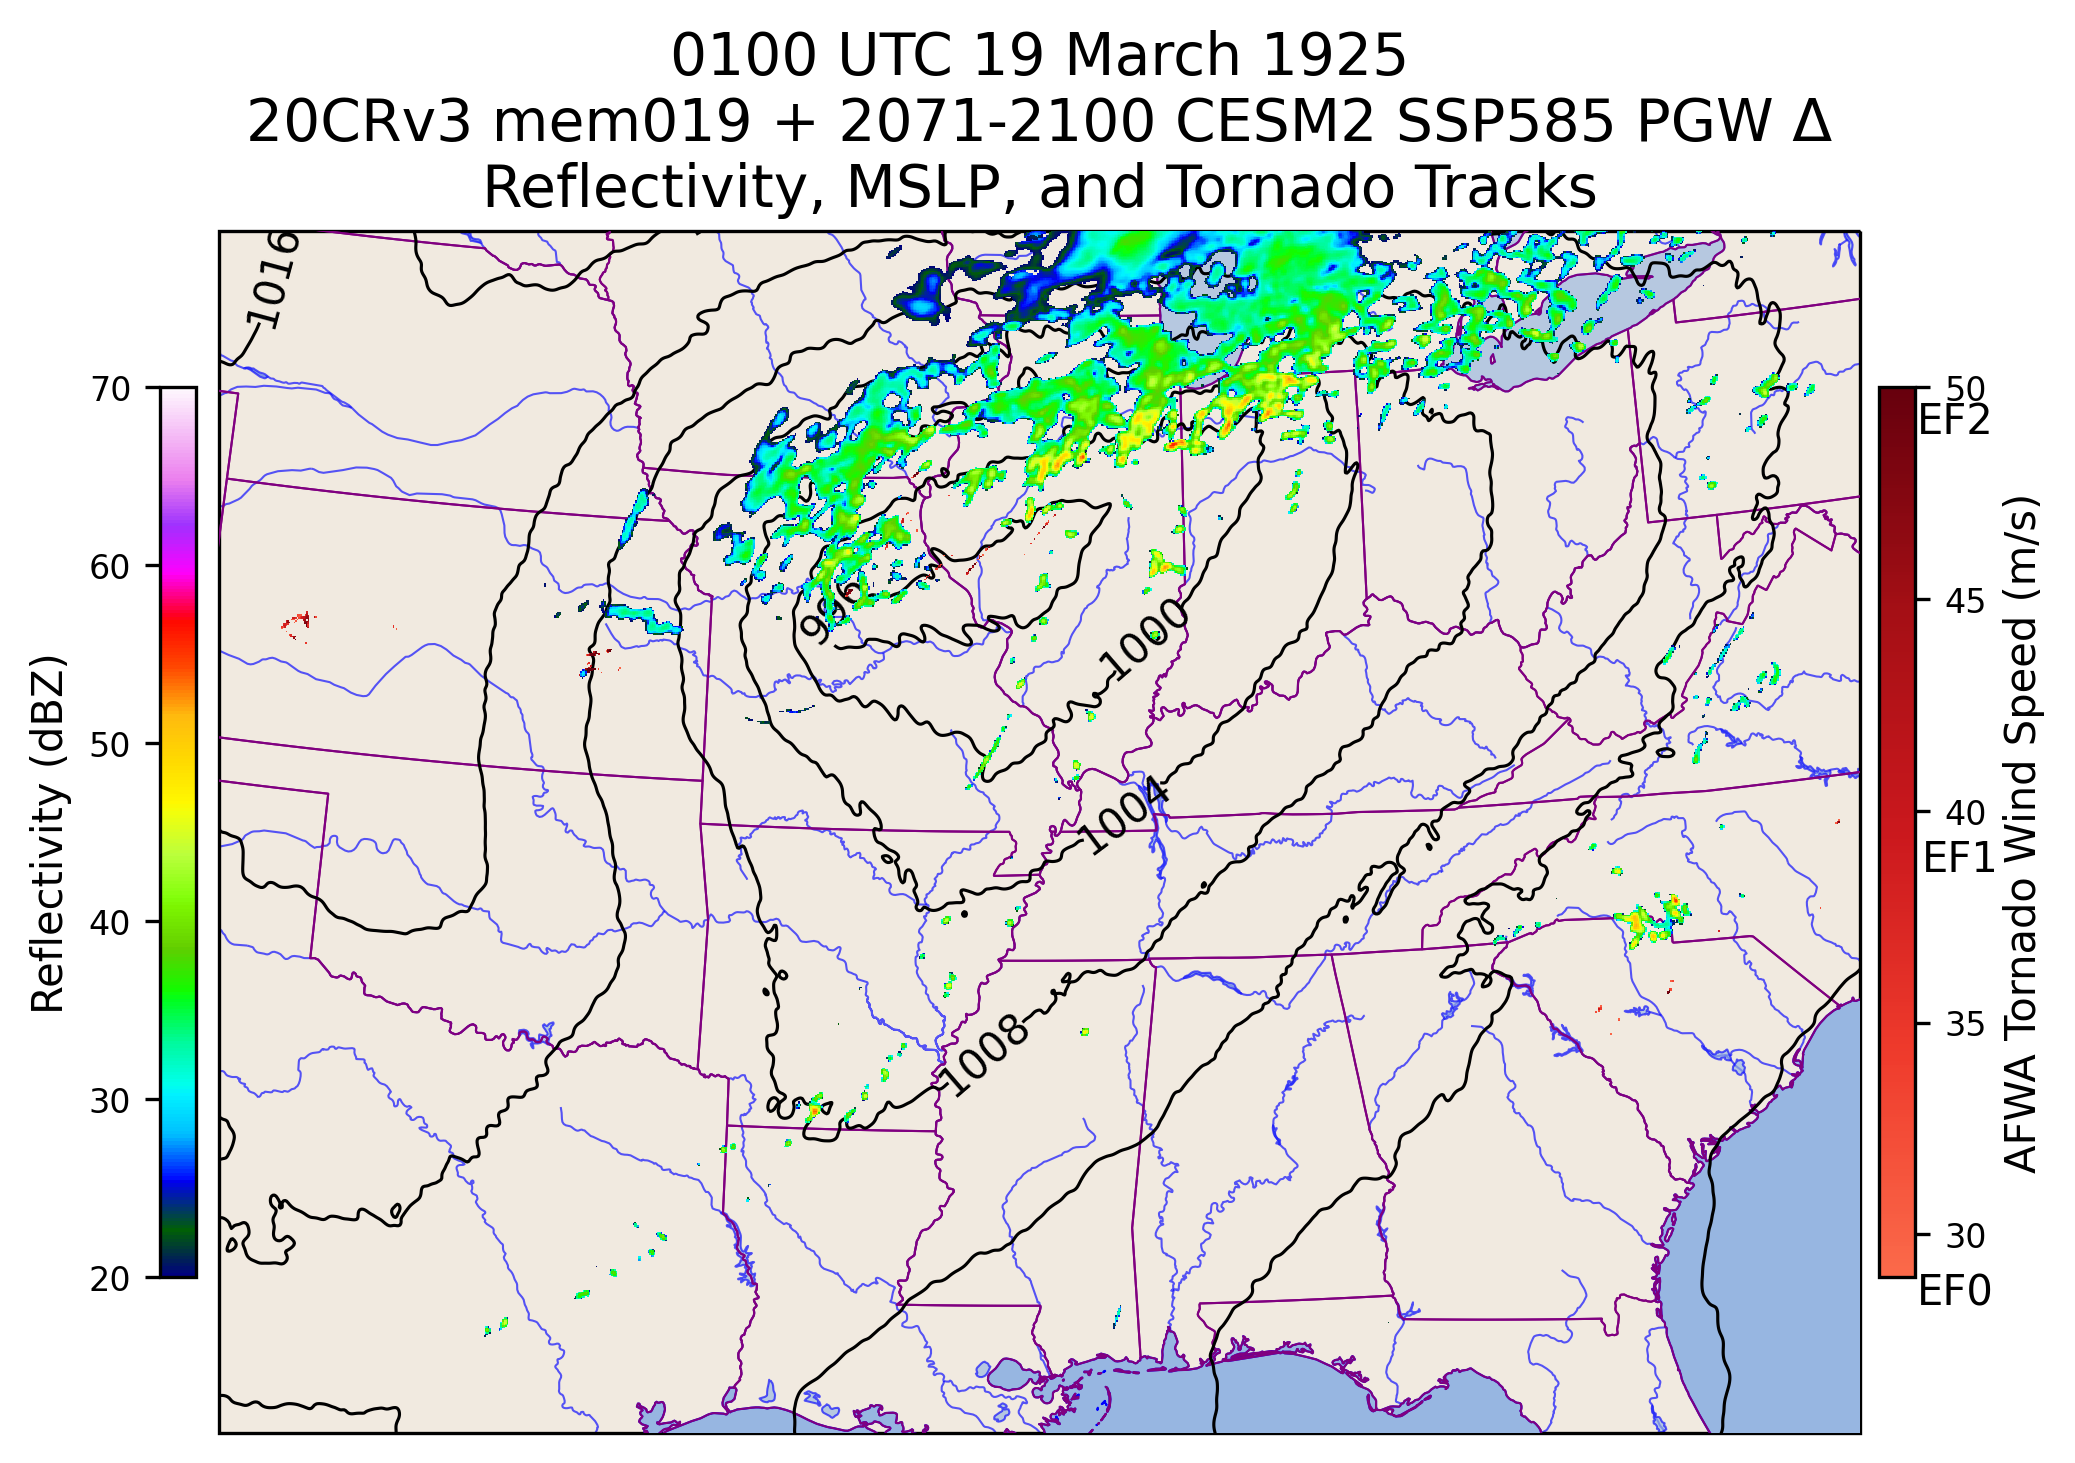 0100 UTC 19 March 1925
20CRv3 mem019 + 2071-2100 CESM2 SSP585 PGW Δ
Reflectivity, MSLP, and Tornado Tracks
1016
1000
1004
1008
70
60
50
40
30
20
Reflectivity (dBZ)
50
EF2
45
40
EF1
35
30
EF0
AFWA Tornado Wind Speed (m/s)